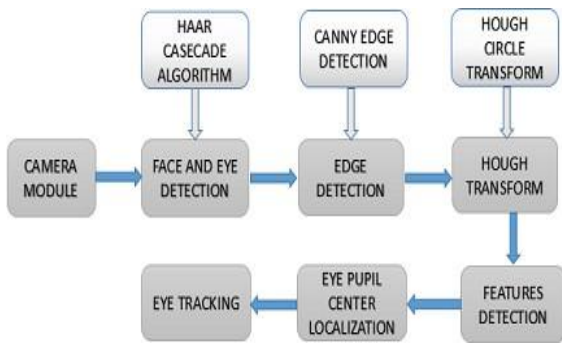 HAAR
CASECADE
ALGORITHM
CANNY EDGE
DETECTION
HOUGH
CIRCLE
TRANSFORM
CAMERA
MODULE
FACE AND EYE
DETECTION
EDGE
DETECTION
HOUGH
TRANSFORM
EYE TRACKING
EYE PUPIL
CENTER
LOCALIZATION
FEATURES
DETECTION